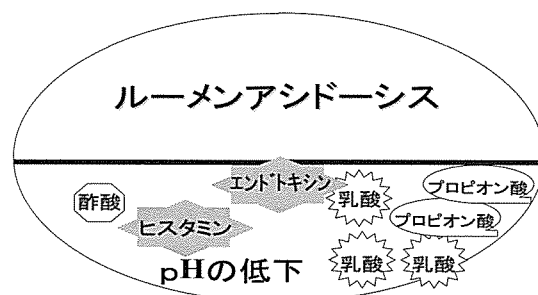 ルーメンアシドーシス
エンドトキシン
プロピオン酸
酢酸
乳酸
プロピオン酸
ヒスタミン
pHの低下
乳酸
乳酸